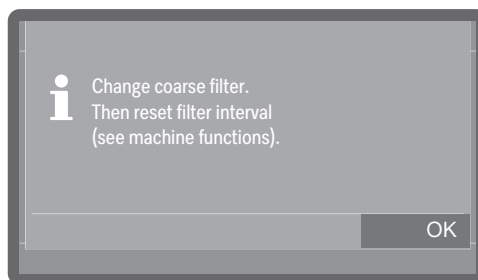 Change coarse filter.
Then reset filter interval
(see machine functions).
OK